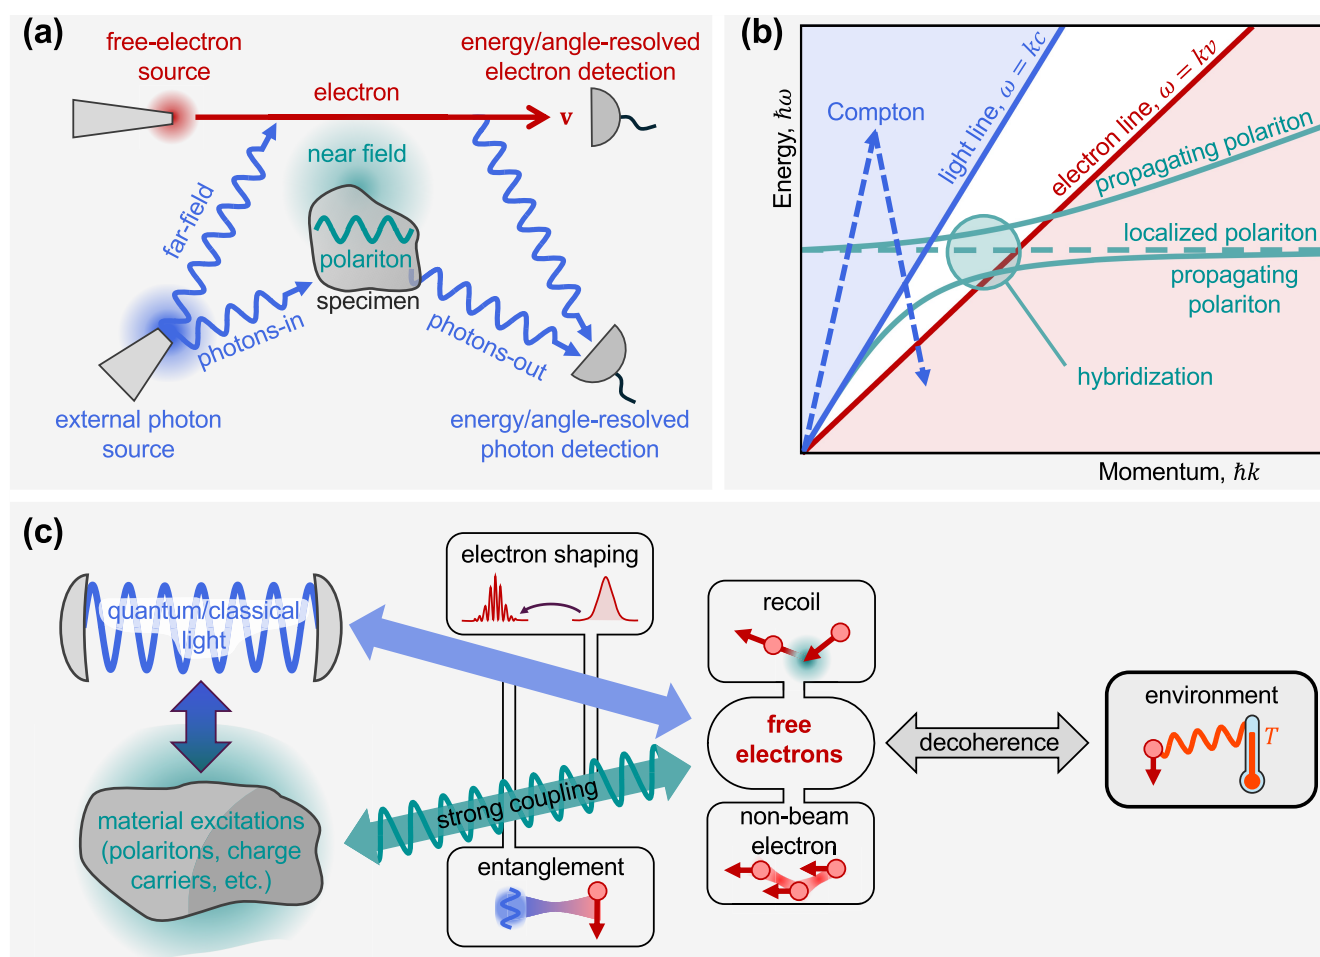 (a)
free-electron
source
electron
energy/angle-resolved
electron detection
v
near field
far-field
polariton
specimen
photons-in
photons-out
external photon
source
energy/angle-resolved
photon detection
(b)
Energy, ℏω
Compton
light line, ω = kc
electron line, ω = kv
propagating polariton
localized polariton
propagating
polariton
hybridization
Momentum, ℏk
(c)
quantum/classical
light
electron shaping
recoil
free
electrons
decoherence
environment
T
strong coupling
material excitations
(polaritons, charge
carriers, etc.)
entanglement
non-beam
electron